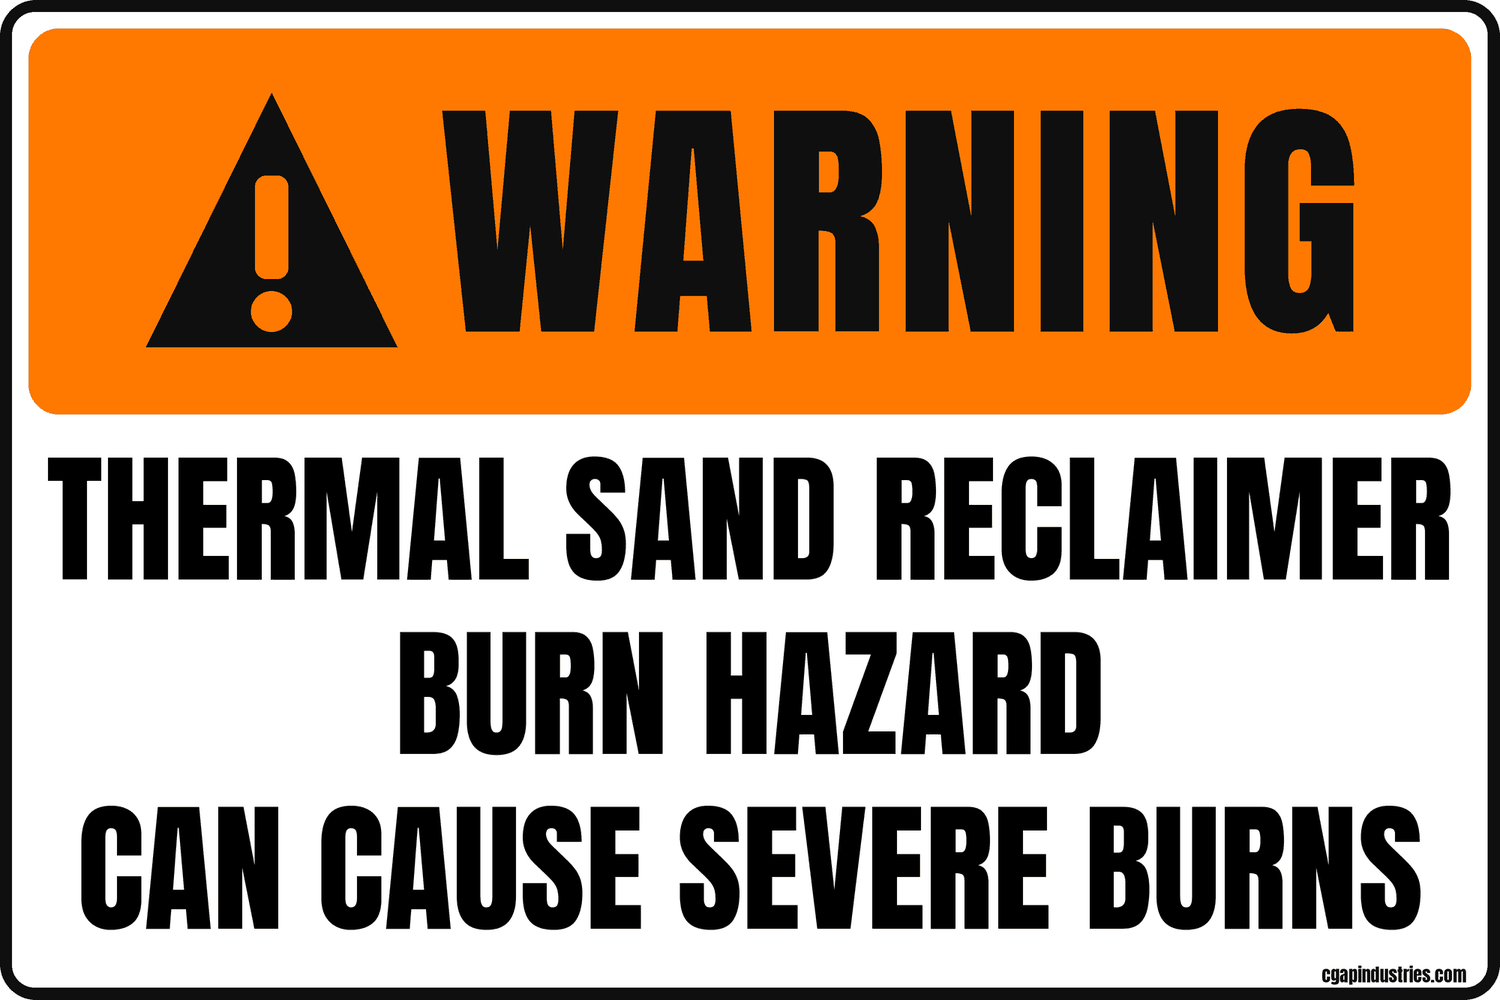 WARNING
THERMAL SAND RECLAIMER
BURN HAZARD
CAN CAUSE SEVERE BURNS
cgapindustries.com